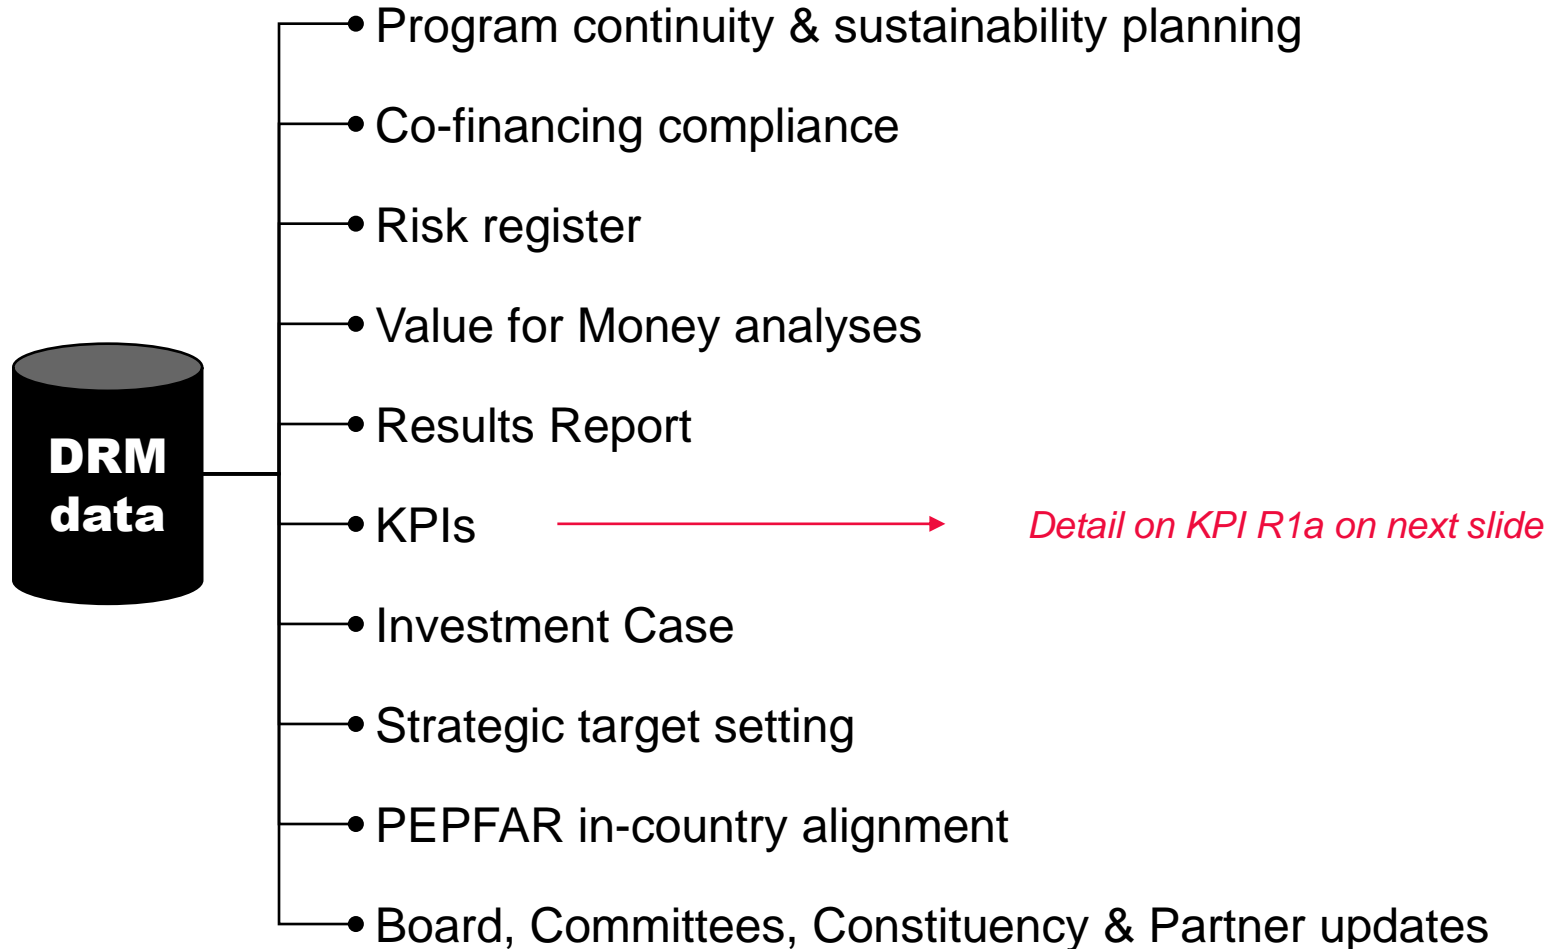 Program continuity & sustainability planning
Co-financing compliance
Risk register
Value for Money analyses
Results Report
DRM
data
KPIs
Detail on KPI R1a on next slide
Investment Case
Strategic target setting
PEPFAR in-country alignment
Board, Committees, Constituency & Partner updates